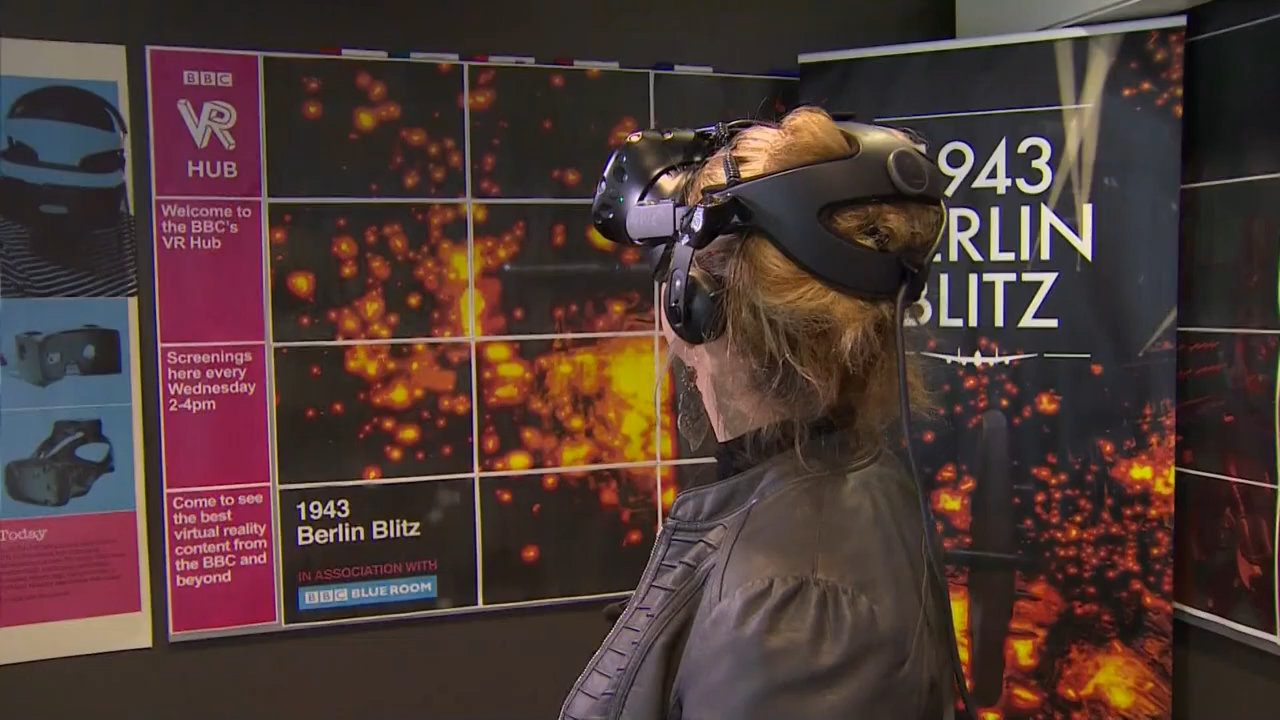 BBC
VR
HUB
Welcome to
the BBC's
VR Hub
Screenings
here every
Wednesday
2-4pm
Come to see
the best
virtual reality
content from
the BBC and
beyond
1943
Berlin Blitz
IN ASSOCIATION WITH
BBC BLUE ROOM
943
ERLIN
BLITZ
Today